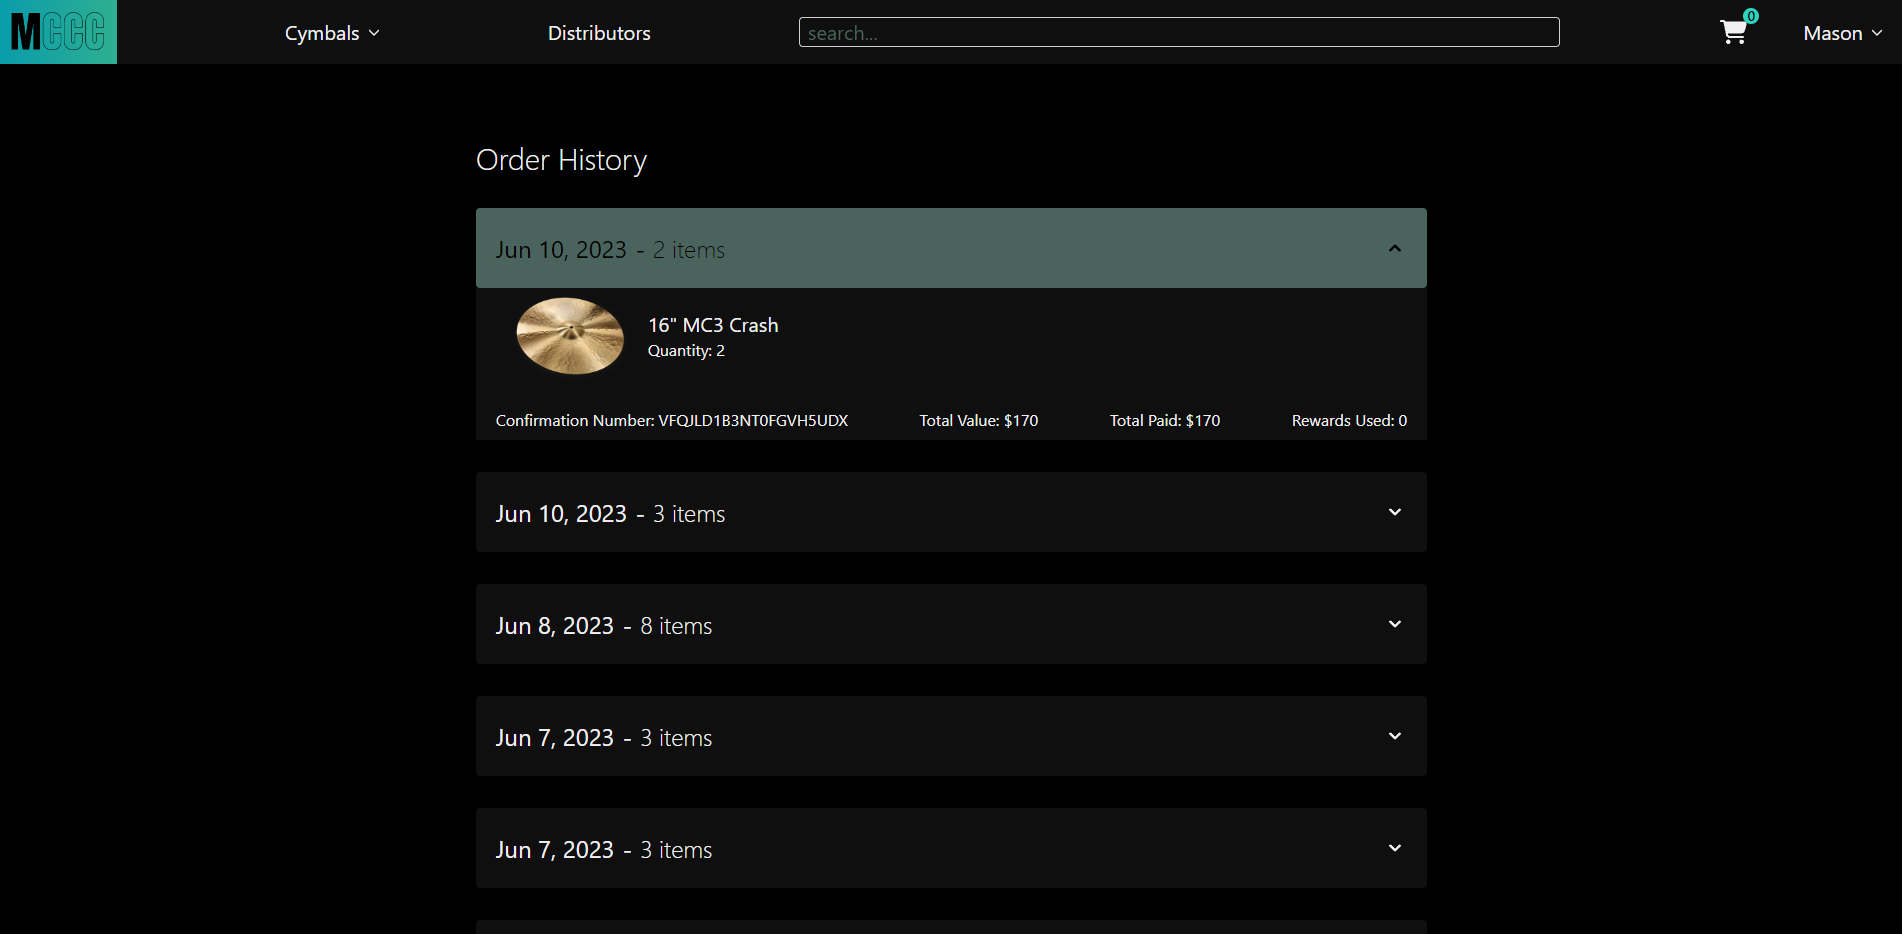 MCCC
Cymbals
Distributors
search...
0
Mason
Order History
Jun 10, 2023 - 2 items
16" MC3 Crash
Quantity: 2
Confirmation Number: VFQJLD1B3NT0FGVH5UDX
Total Value: $170
Total Paid: $170
Rewards Used: 0
Jun 10, 2023 - 3 items
Jun 8, 2023 - 8 items
Jun 7, 2023 - 3 items
Jun 7, 2023 - 3 items